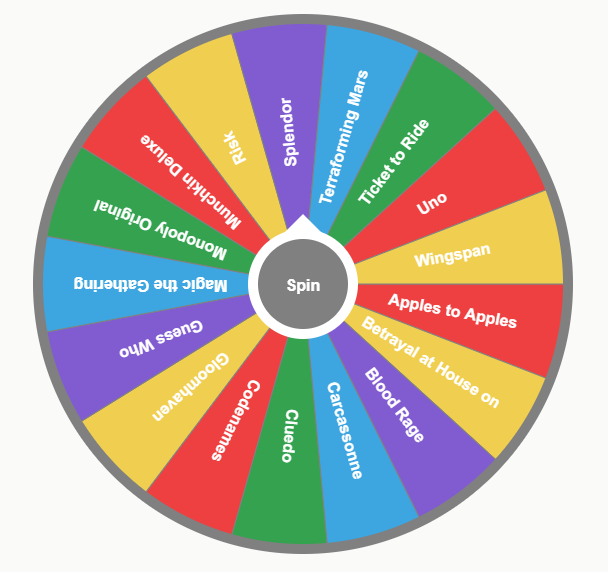 Splendor
Terraforming Mars
Ticket to Ride
Uno
Wingspan
Apples to Apples
Betrayal at House on
Blood Rage
Carcassonne
Cluedo
Codenames
Gloomhaven
Guess Who
Magic the Gathering
Monopoly Original
Munchkin Deluxe
Risk
Spin